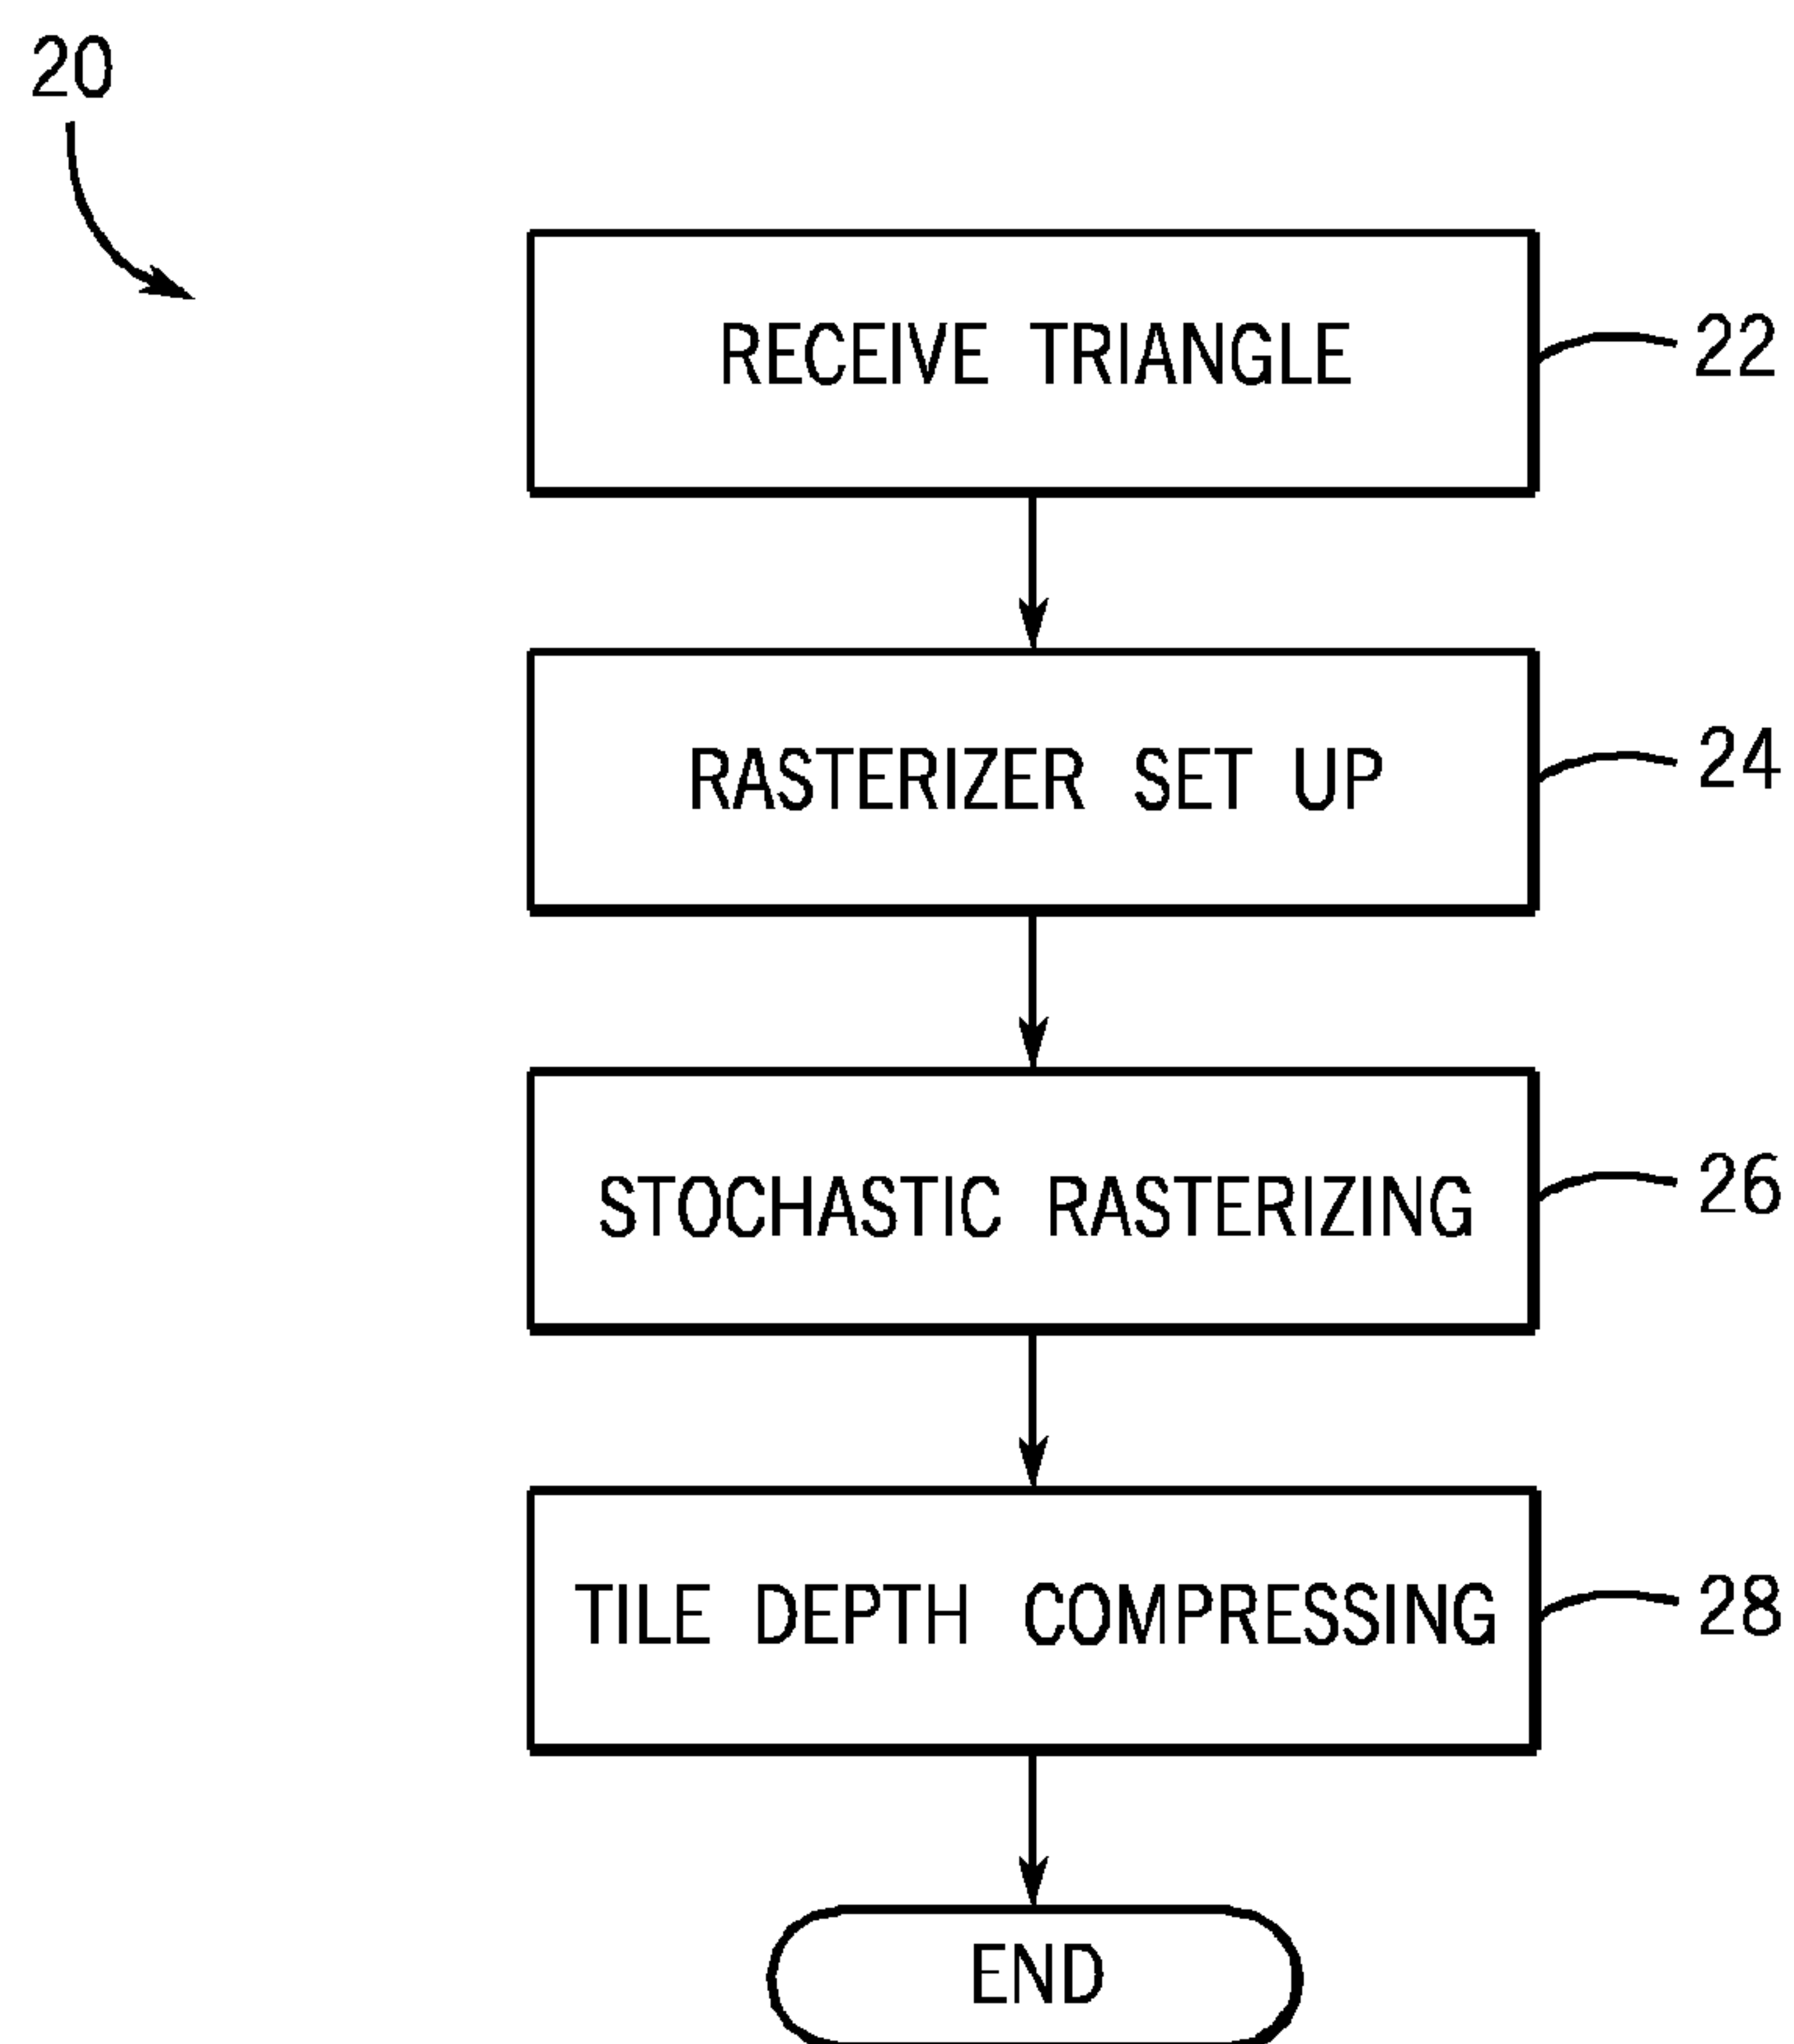 20
RECEIVE TRIANGLE
22
RASTERIZER SET UP
24
STOCHASTIC RASTERIZING
26
TILE DEPTH COMPRESSING
28
END